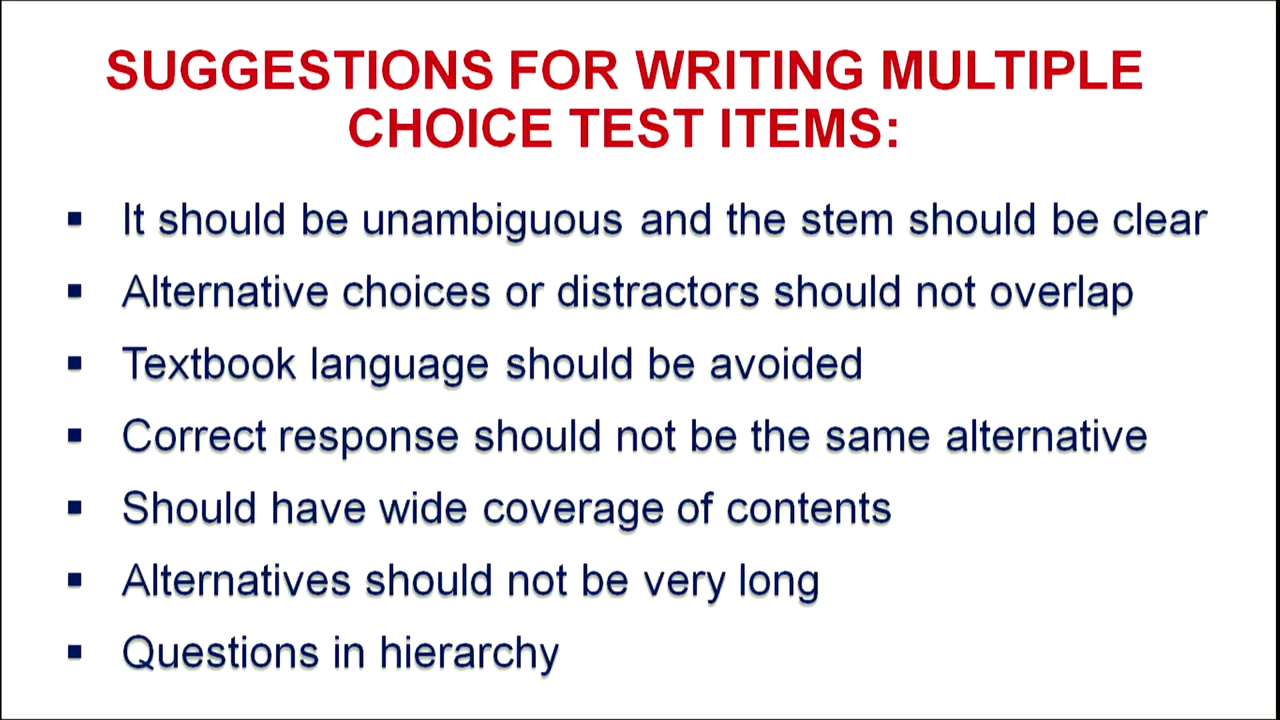 SUGGESTIONS FOR WRITING MULTIPLE
CHOICE TEST ITEMS:
▪ It should be unambiguous and the stem should be clear
▪ Alternative choices or distractors should not overlap
▪ Textbook language should be avoided
▪ Correct response should not be the same alternative
▪ Should have wide coverage of contents
▪ Alternatives should not be very long
▪ Questions in hierarchy